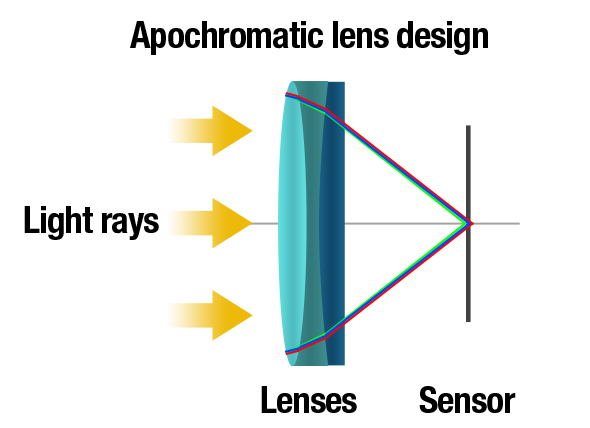 Apochromatic lens design
Light rays
Lenses
Sensor